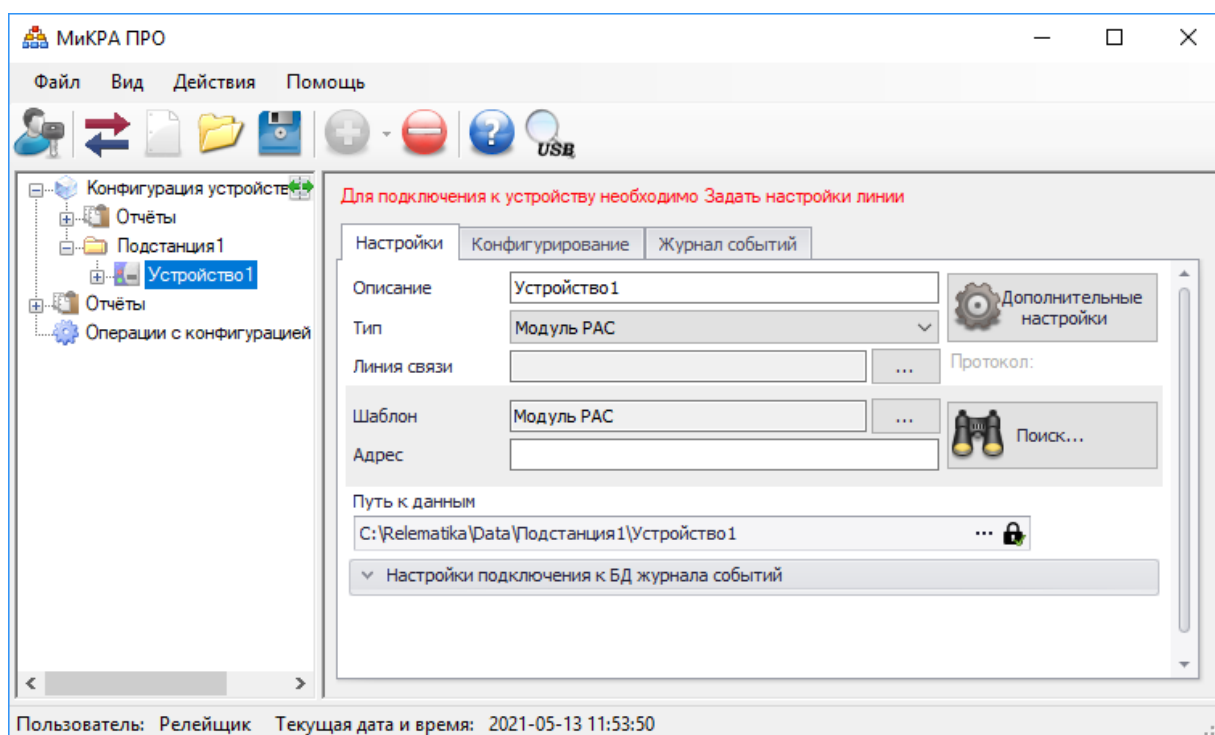 МиКРА ПРО
Файл Вид Действия Помощь
USB
Конфигурация устройств
Отчёты
Подстанция1
Устройство1
Отчёты
Операции с конфигурацией
Для подключения к устройству необходимо Задать настройки линии
Настройки Конфигурирование Журнал событий
Описание Устройство1
Дополнительные настройки
Тип Модуль РАС
Линия связи ... Протокол:
Шаблон Модуль РАС ...
Поиск...
Адрес
Путь к данным
C:\Relematika\Data\Подстанция1\Устройство1 ...
Настройки подключения к БД журнала событий
Пользователь: Релейщик Текущая дата и время: 2021-05-13 11:53:50